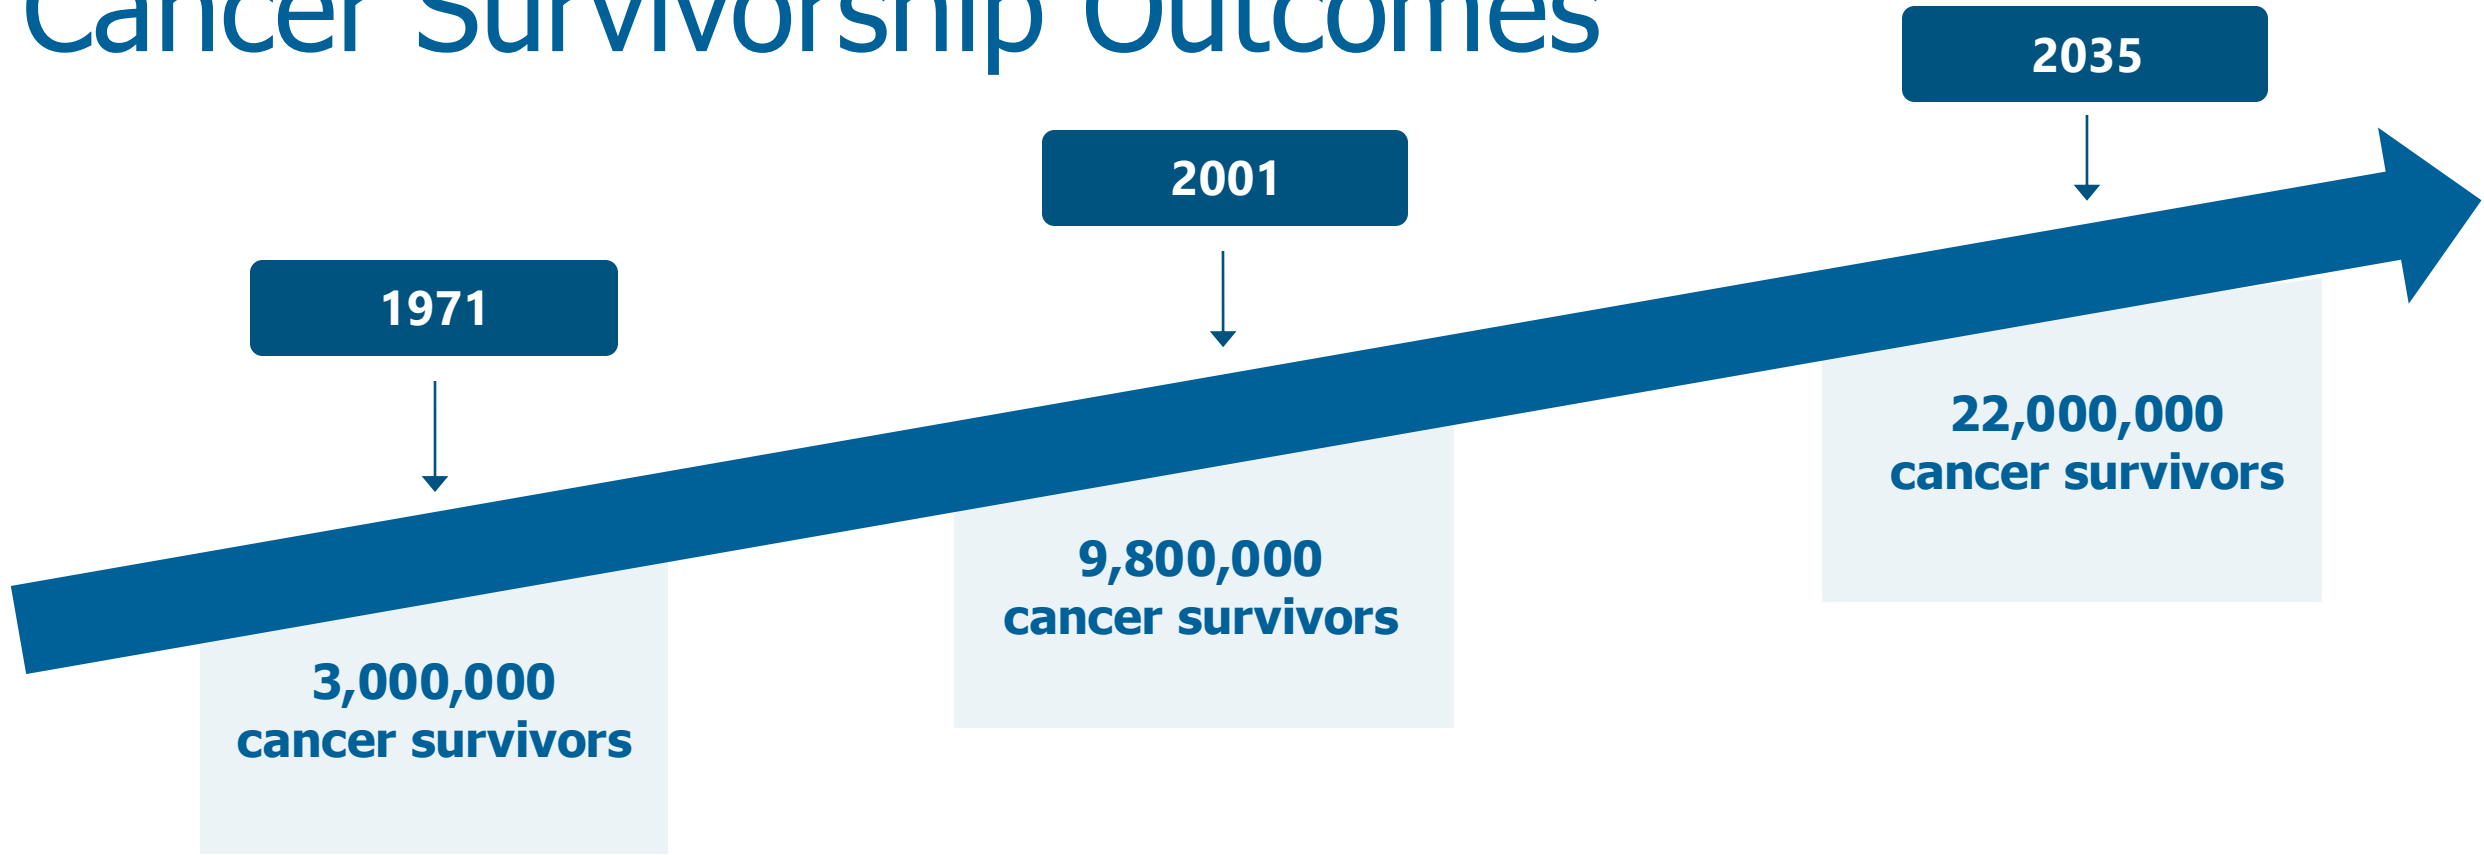 Cancer Survivorship Outcomes
2035
2001
1971
22,000,000
cancer survivors
9,800,000
cancer survivors
3,000,000
cancer survivors